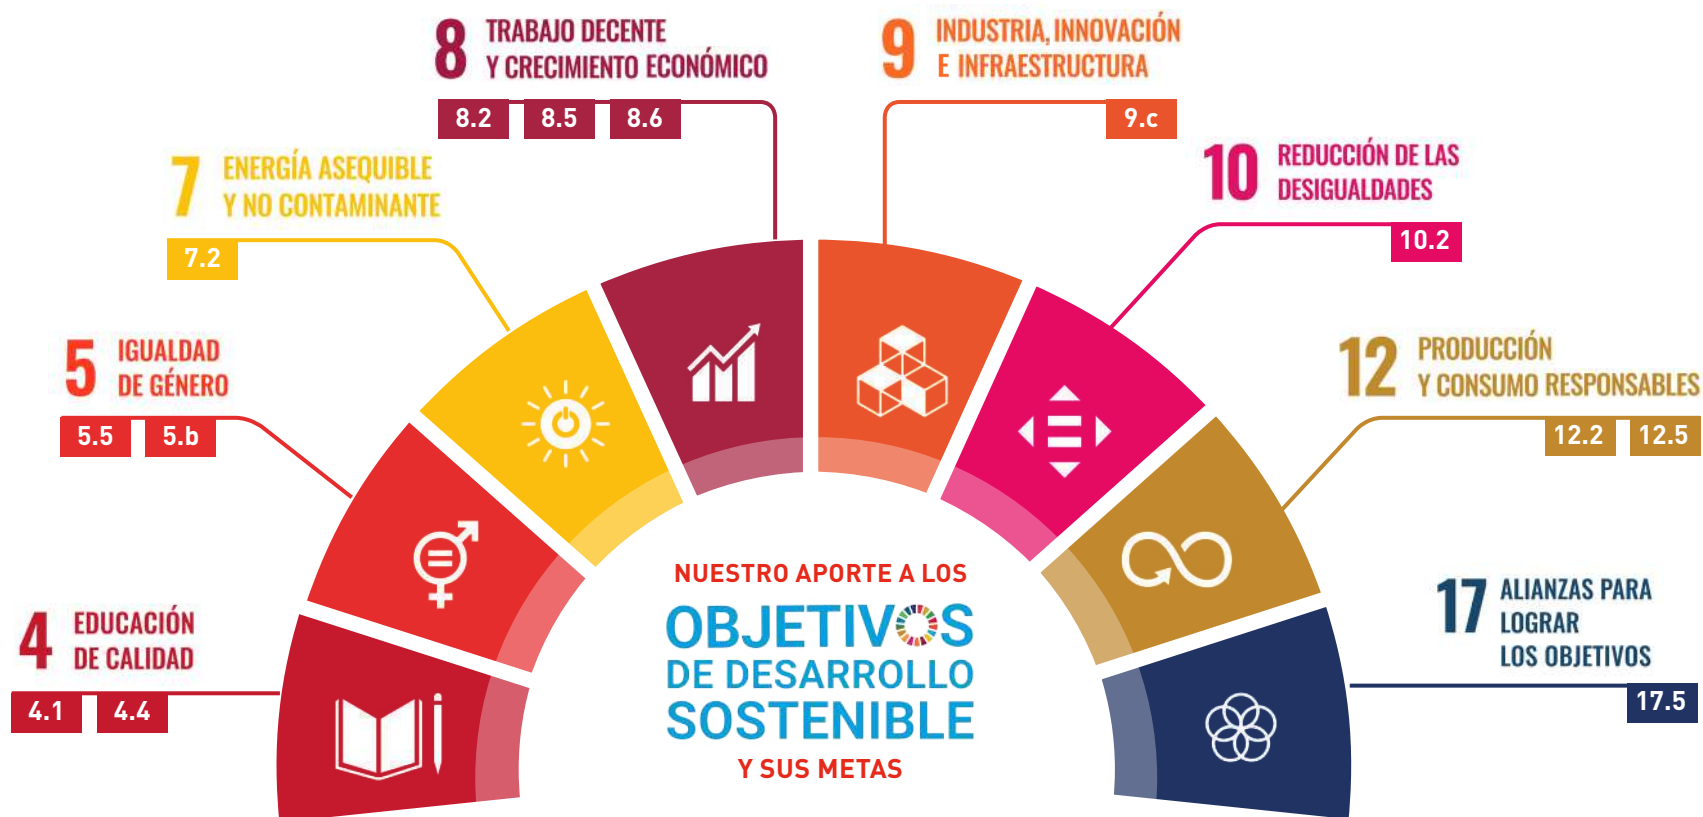 8 TRABAJO DECENTE
Y CRECIMIENTO ECONÓMICO
8.2 8.5 8.6
9 INDUSTRIA, INNOVACIÓN
E INFRAESTRUCTURA
9.c
7 ENERGÍA ASEQUIBLE
Y NO CONTAMINANTE
7.2
10 REDUCCIÓN DE LAS
DESIGUALDADES
10.2
5 IGUALDAD
DE GÉNERO
5.5 5.b
12 PRODUCCIÓN
Y CONSUMO RESPONSABLES
12.2 12.5
4 EDUCACIÓN
DE CALIDAD
4.1 4.4
17 ALIANZAS PARA
LOGRAR
LOS OBJETIVOS
17.5
NUESTRO APORTE A LOS
OBJETIVOS
DE DESARROLLO
SOSTENIBLE
Y SUS METAS